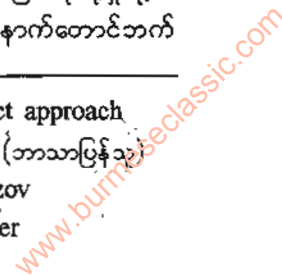 နောက်တောင်ဘက်
ct approach
(ဘာသာပြန်သူ)
zov
er
www.burmeseclassic.com